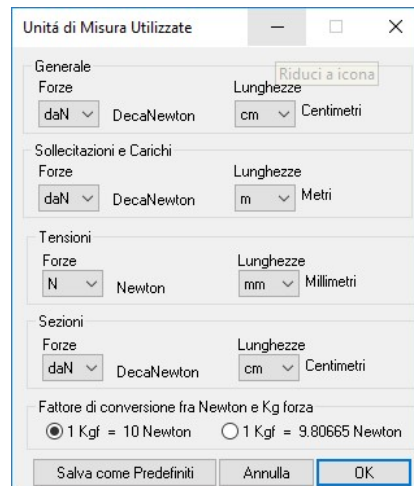 Unitá di Misura Utilizzate
Riduci a icona
Generale
Forze Lunghezze
daN DecaNewton cm Centimetri
Sollecitazioni e Carichi
Forze Lunghezze
daN DecaNewton m Metri
Tensioni
Forze Lunghezze
N Newton mm Millimetri
Sezioni
Forze Lunghezze
daN DecaNewton cm Centimetri
Fattore di conversione fra Newton e Kg forza
1 Kgf = 10 Newton 1 Kgf = 9.80665 Newton
Salva come Predefiniti Annulla OK